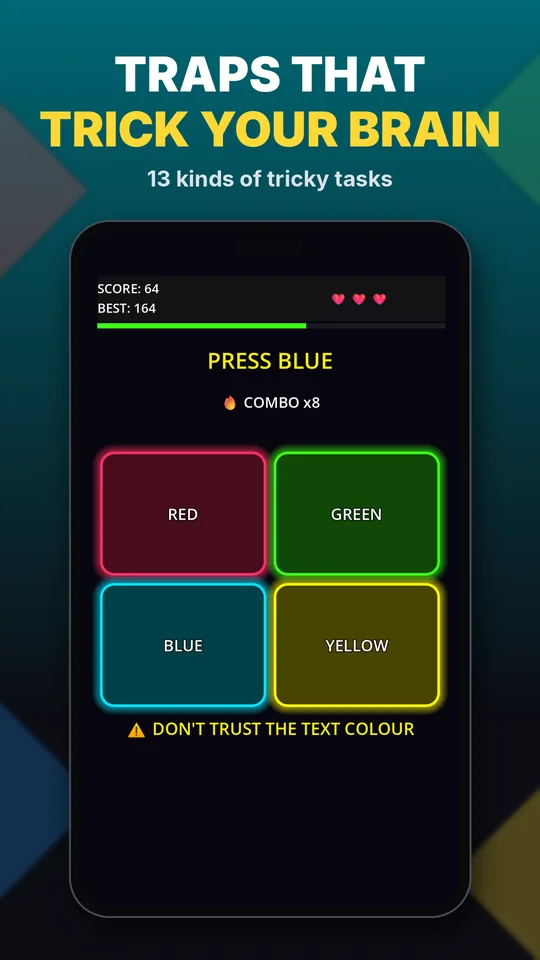 TRAPS THAT
TRICK YOUR BRAIN
13 kinds of tricky tasks
SCORE: 64
BEST: 164
PRESS BLUE
COMBO x8
RED
GREEN
BLUE
YELLOW
DON'T TRUST THE TEXT COLOUR